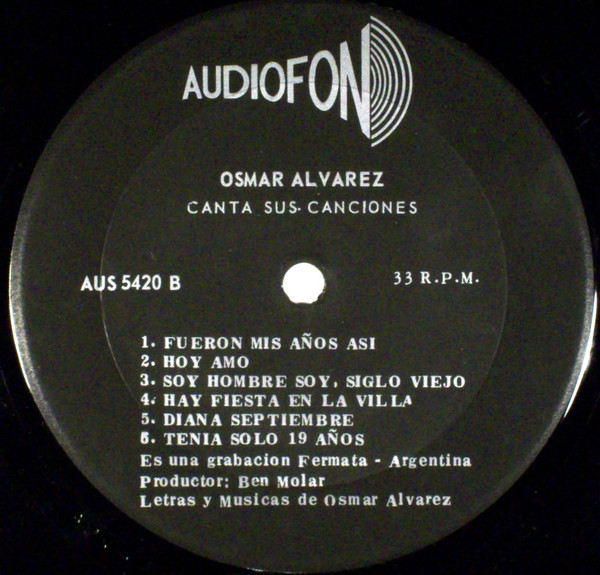 AUDIOFON
OSMAR ALVAREZ
CANTA SUS CANCIONES
AUS 5420 B
33 R.P.M.
1. FUERON MIS AÑOS ASI
2. HOY AMO
3. SOY HOMBRE SOY, SIGLO VIEJO
4. HAY FIESTA EN LA VILLA
5. DIANA SEPTIEMBRE
6. TENIA SOLO 19 AÑOS
Es una grabacion Fermata - Argentina
Productor: Ben Molar
Letras y Musicas de Osmar Alvarez